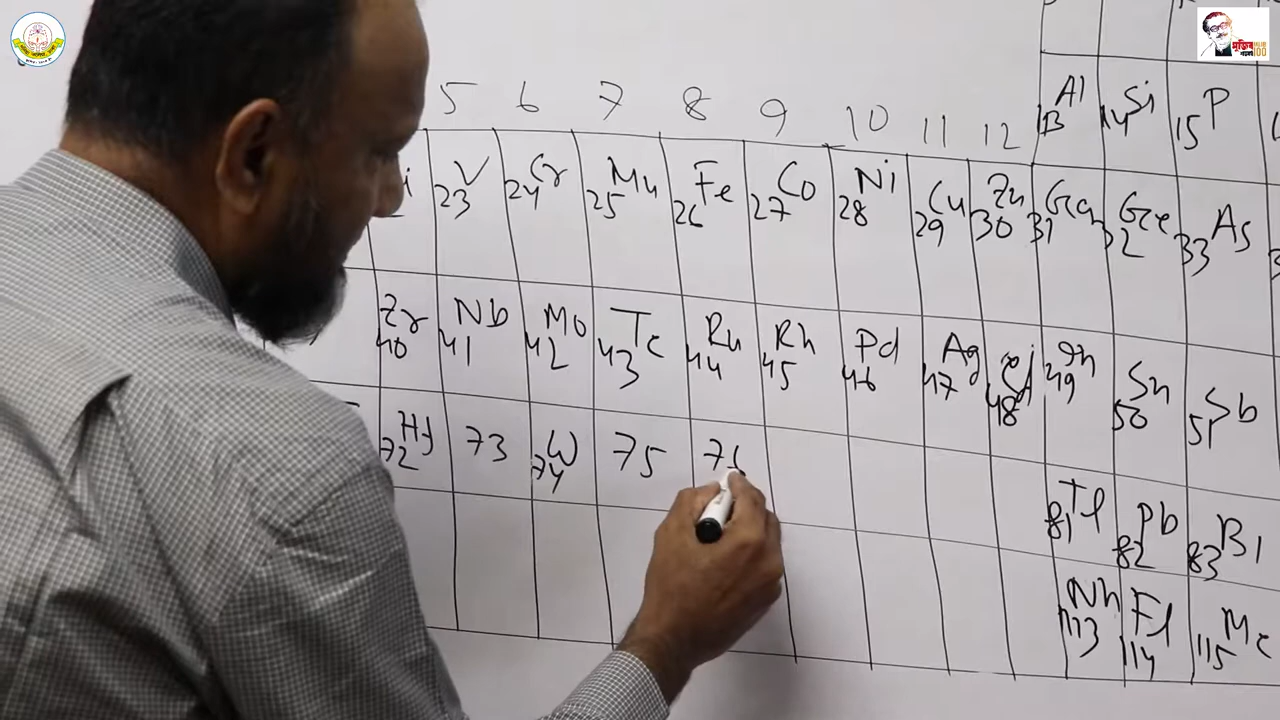 5 6 7 8 9 10 11 12
Al Si P
13 14 15
V Cr Mn Fe Co Ni Cu Zn Ga Ge As
23 24 25 26 27 28 29 30 31 32 33
Zr Nb Mo Tc Ru Rh Pd Ag Cd In Sn Sb
40 41 42 43 44 45 46 47 48 49 50 51
Hf 73 W 75 76
72 74
Tl Pb Bi
81 82 83
Nh Fl Mc
113 114 115
মুজিব
100